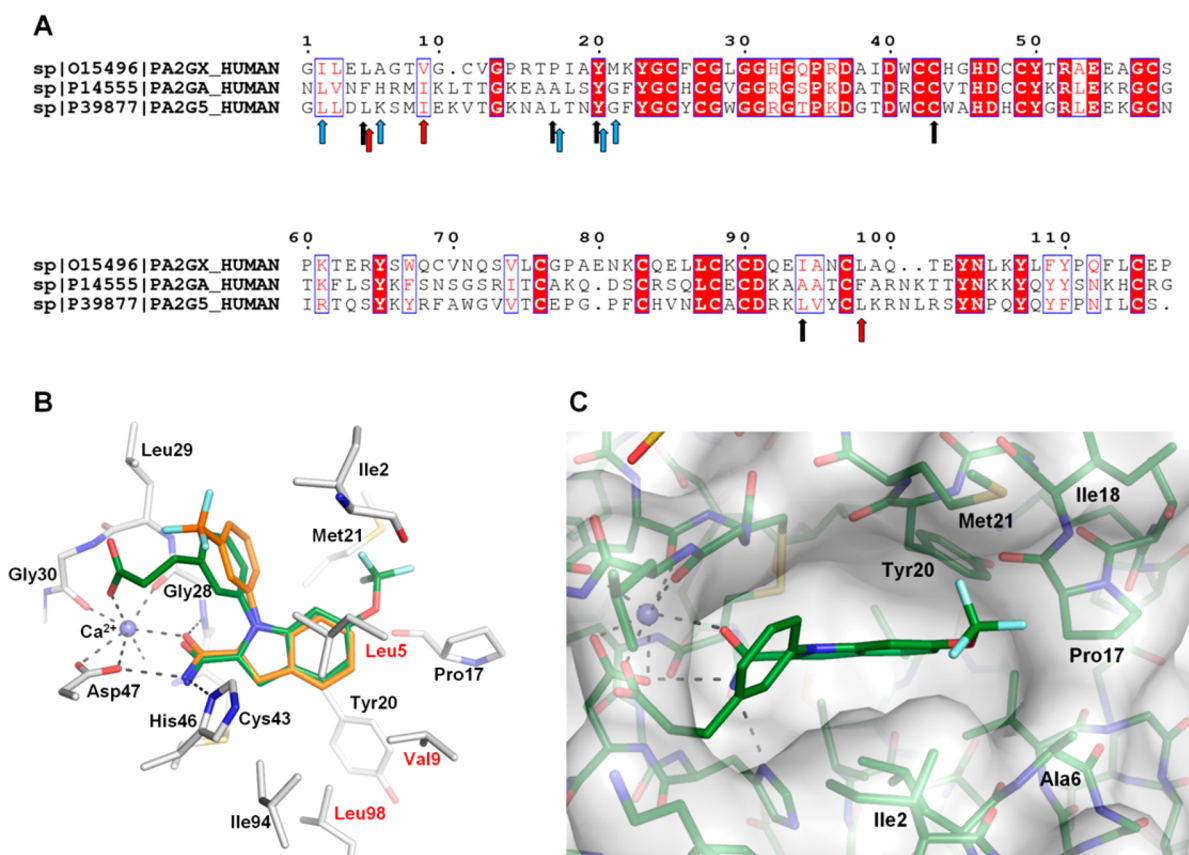 A
1 10 20 30 40 50
sp|O15496|PA2GX_HUMAN GILELAGTVG.CVGPRTPIAYMKYGCFCGLGGHGQPRDAIDWCCHGHDCCYTRAEEAGCS
sp|P14555|PA2GA_HUMAN NLVNFHRMIKLTTGKEAALSYGFYGCHCGVGGRGSPKDATDRCCVTHDCCYKRLEKRGCG
sp|P39877|PA2G5_HUMAN GLLDLKSMIEKVTGKNALTNYGFYGCYCGWGGRGTPKDGTDWCCWAHDHCYGRLEEKGCN
60 70 80 90 100 110
sp|O15496|PA2GX_HUMAN PKTERYSWQCVNQSVLCGPAENKCQELLCKCDQEIANCLAQ..TEYNLKYLFYPQFLCEP
sp|P14555|PA2GA_HUMAN TKFLSYKFSNSGSRITCAKQ.DSCRSQLCECDKAAATCFARNKTTYNKKYQYYSNKHCRG
sp|P39877|PA2G5_HUMAN IRTQSYKYRFAWGVVTCEPG.PFCHVNLCACDRKLVYCLKRNLRSYNPQYQYFPNILCS.
B
Leu29
Ile2
Met21
Gly30
Gly28
Ca²⁺
Leu5
Asp47
Pro17
His46
Cys43
Tyr20
Val9
Ile94
Leu98
C
Ile18
Met21
Tyr20
Pro17
Ala6
Ile2